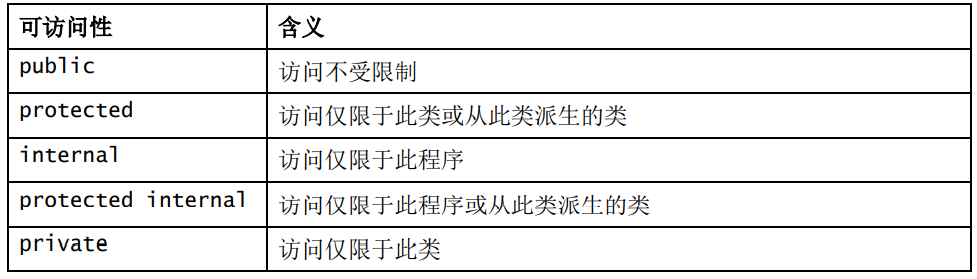 可访问性 含义
public 访问不受限制
protected 访问仅限于此类或从此类派生的类
internal 访问仅限于此程序
protected internal 访问仅限于此程序或从此类派生的类
private 访问仅限于此类